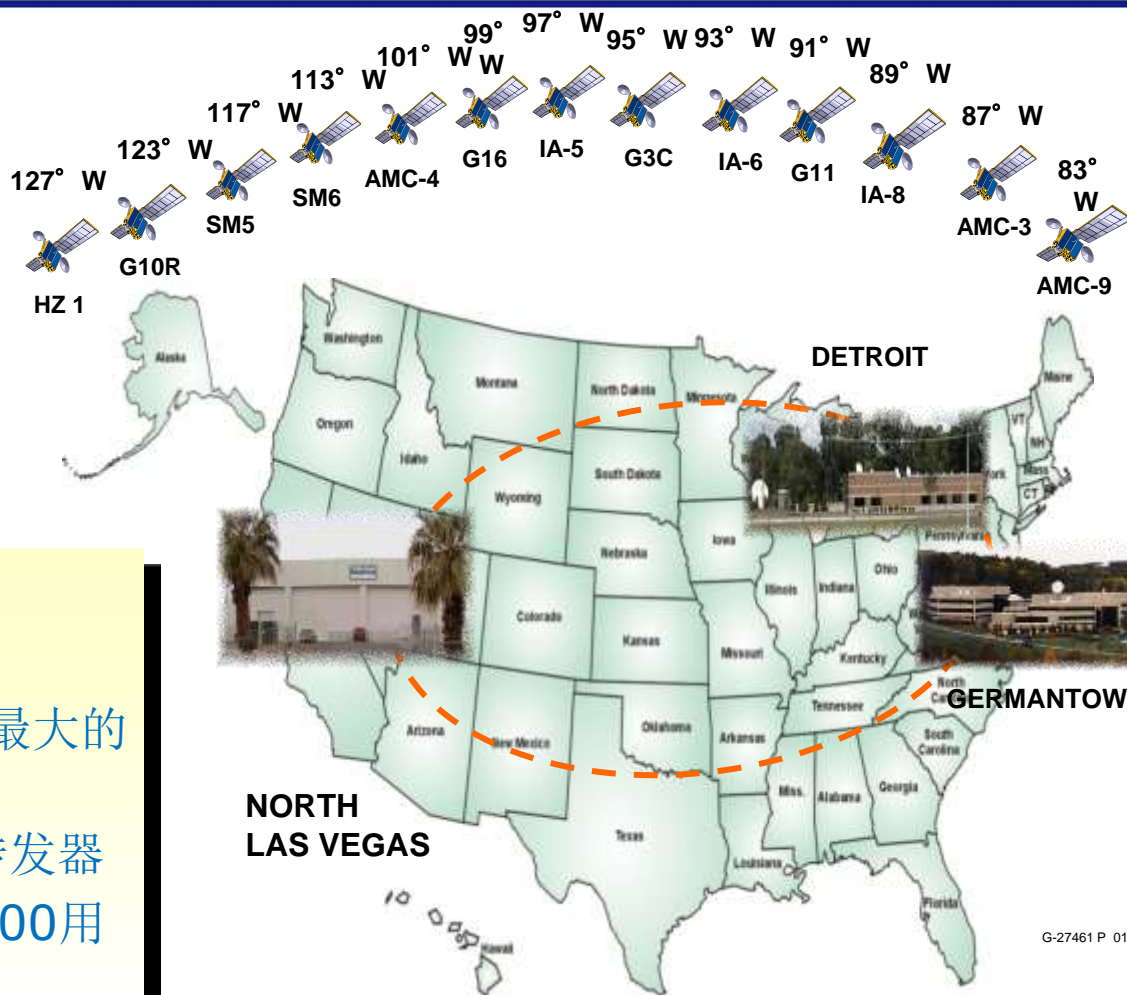 127° W
123° W
117° W
113° W
101° W
99°
W
97° W
95° W
93° W
91° W
89° W
87° W
83°
W
HZ 1
G10R
SM5
SM6
AMC-4
G16
IA-5
G3C
IA-6
G11
IA-8
AMC-3
AMC-9
DETROIT
Alaska
Washington
Montana
North Dakota
Minnesota
Maine
Oregon
Idaho
Wyoming
South Dakota
VT
NH
Mass
CT
Nebraska
Iowa
Pennsylvania
Colorado
Kansas
Missouri
Illinois
Indiana
Ohio
Kentucky
Arizona
New Mexico
Oklahoma
Arkansas
Tennessee
North
South
Carolina
GERMANTOW
Texas
Louisiana
Miss.
Alabama
Georgia
Florida
Hawaii
NORTH
LAS VEGAS
最大的
发器
00用
G-27461 P 01